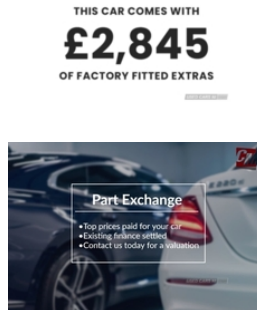 THIS CAR COMES WITH
£2,845
OF FACTORY FITTED EXTRAS
Part Exchange
•Top prices paid for your car
•Existing finance settled
•Contact us today for a valuation